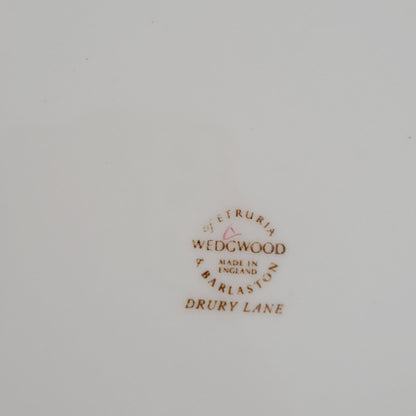 of ETRURIA
WEDGWOOD
MADE IN
ENGLAND
& BARLASTON
DRURY LANE